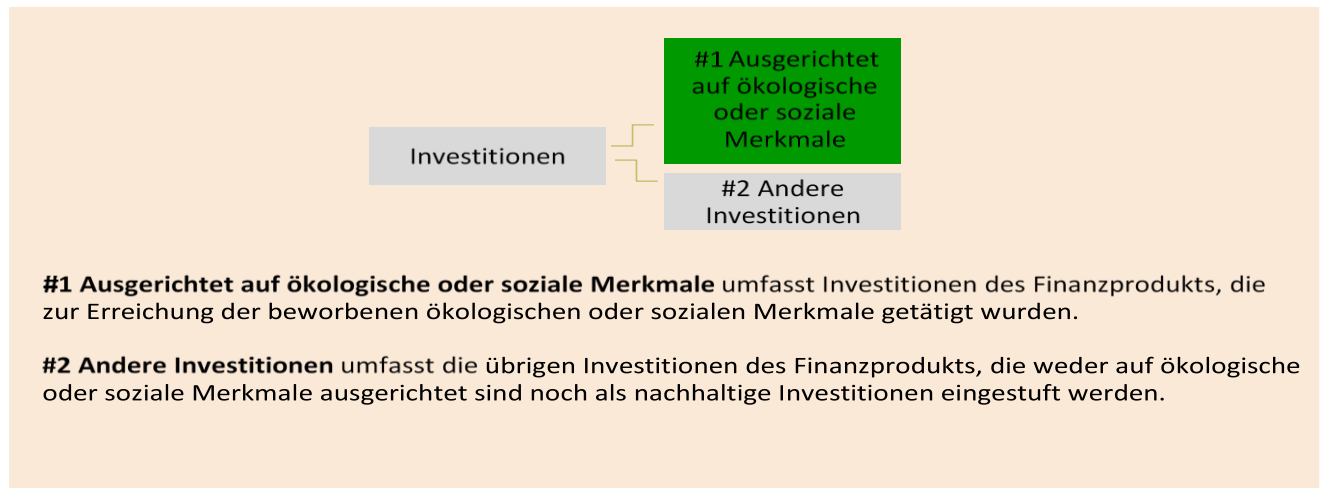 #1 Ausgerichtet
auf ökologische
oder soziale
Merkmale
Investitionen
#2 Andere
Investitionen
#1 Ausgerichtet auf ökologische oder soziale Merkmale umfasst Investitionen des Finanzprodukts, die
zur Erreichung der beworbenen ökologischen oder sozialen Merkmale getätigt wurden.
#2 Andere Investitionen umfasst die übrigen Investitionen des Finanzprodukts, die weder auf ökologische
oder soziale Merkmale ausgerichtet sind noch als nachhaltige Investitionen eingestuft werden.